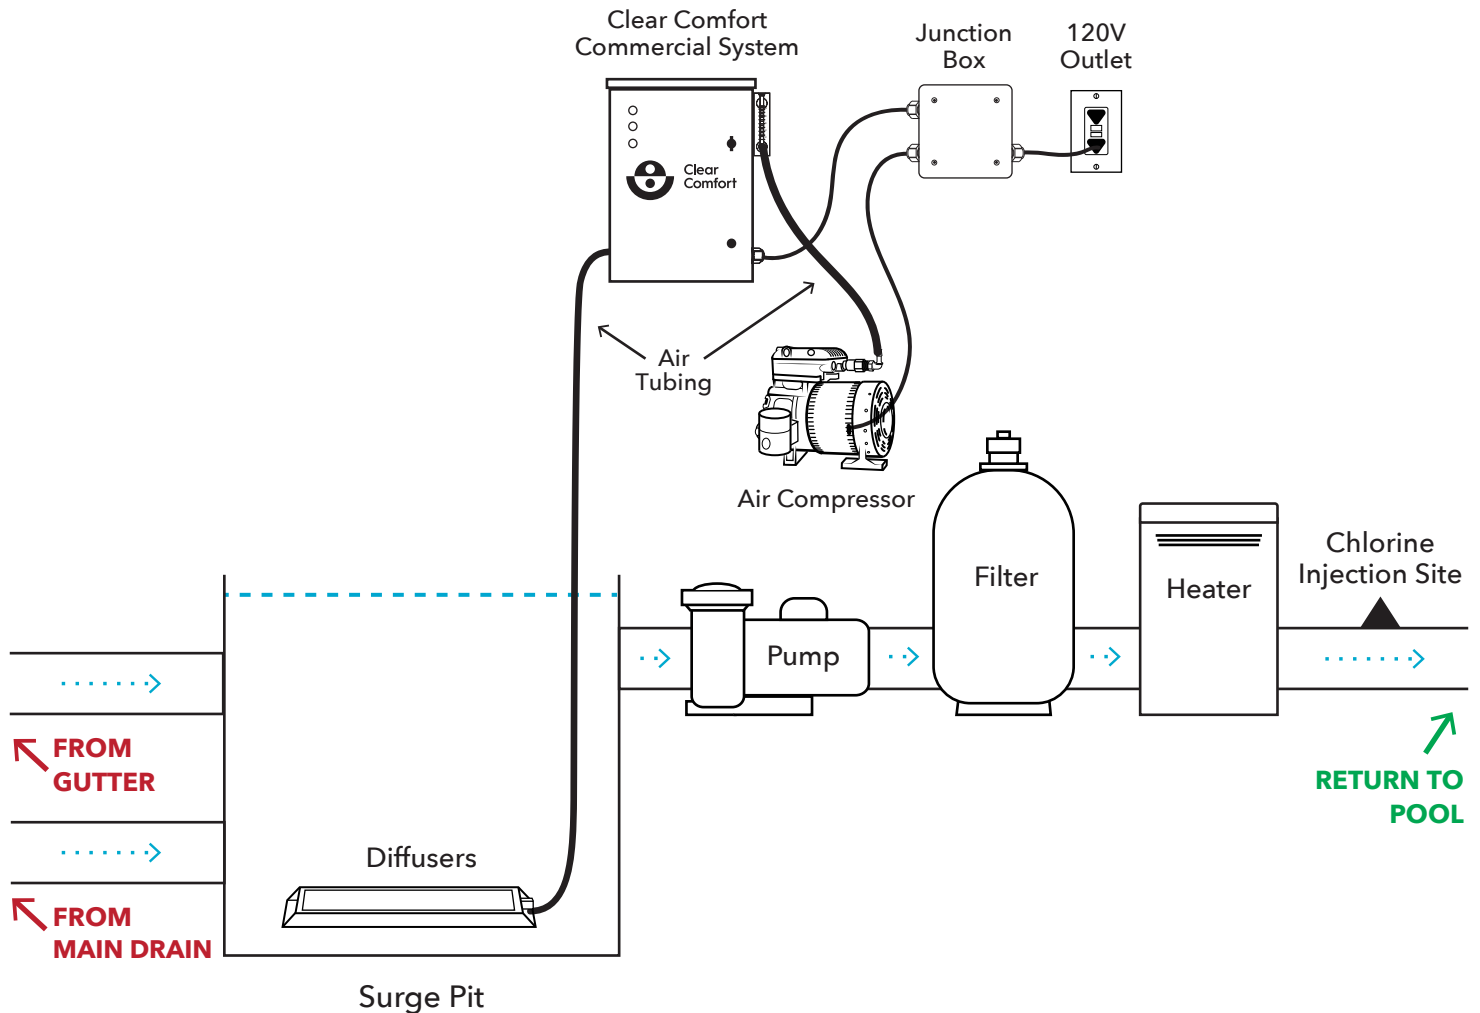 Clear Comfort
Commercial System
Junction
Box
120V
Outlet
Clear
Comfort
Air
Tubing
Air Compressor
Filter
Heater
Chlorine
Injection Site
Pump
FROM
GUTTER
RETURN TO
POOL
Diffusers
FROM
MAIN DRAIN
Surge Pit